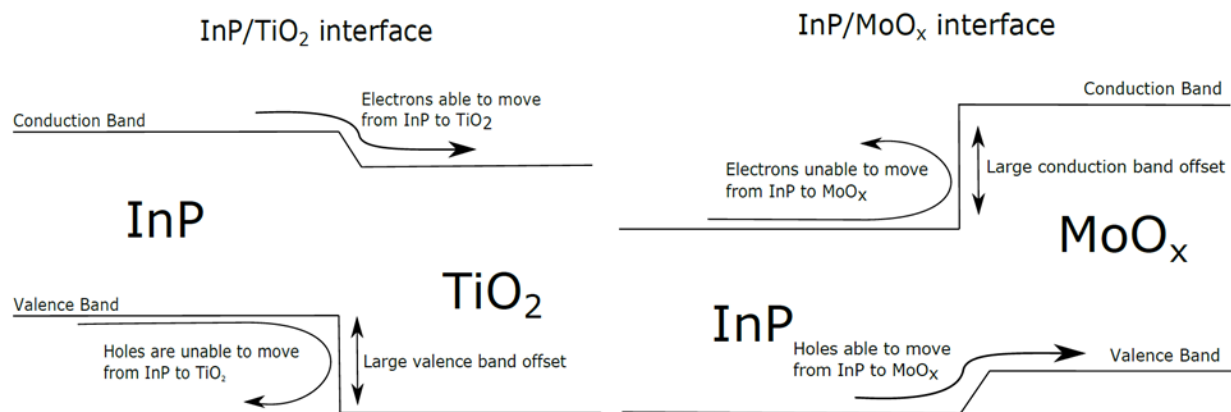 InP/TiO₂ interface
Conduction Band
Electrons able to move
from InP to TiO₂
InP
TiO₂
Valence Band
Holes are unable to move
from InP to TiO₂
Large valence band offset
InP/MoOₓ interface
Conduction Band
Electrons unable to move
from InP to MoOₓ
Large conduction band offset
MoOₓ
InP
Holes able to move
from InP to MoOₓ
Valence Band